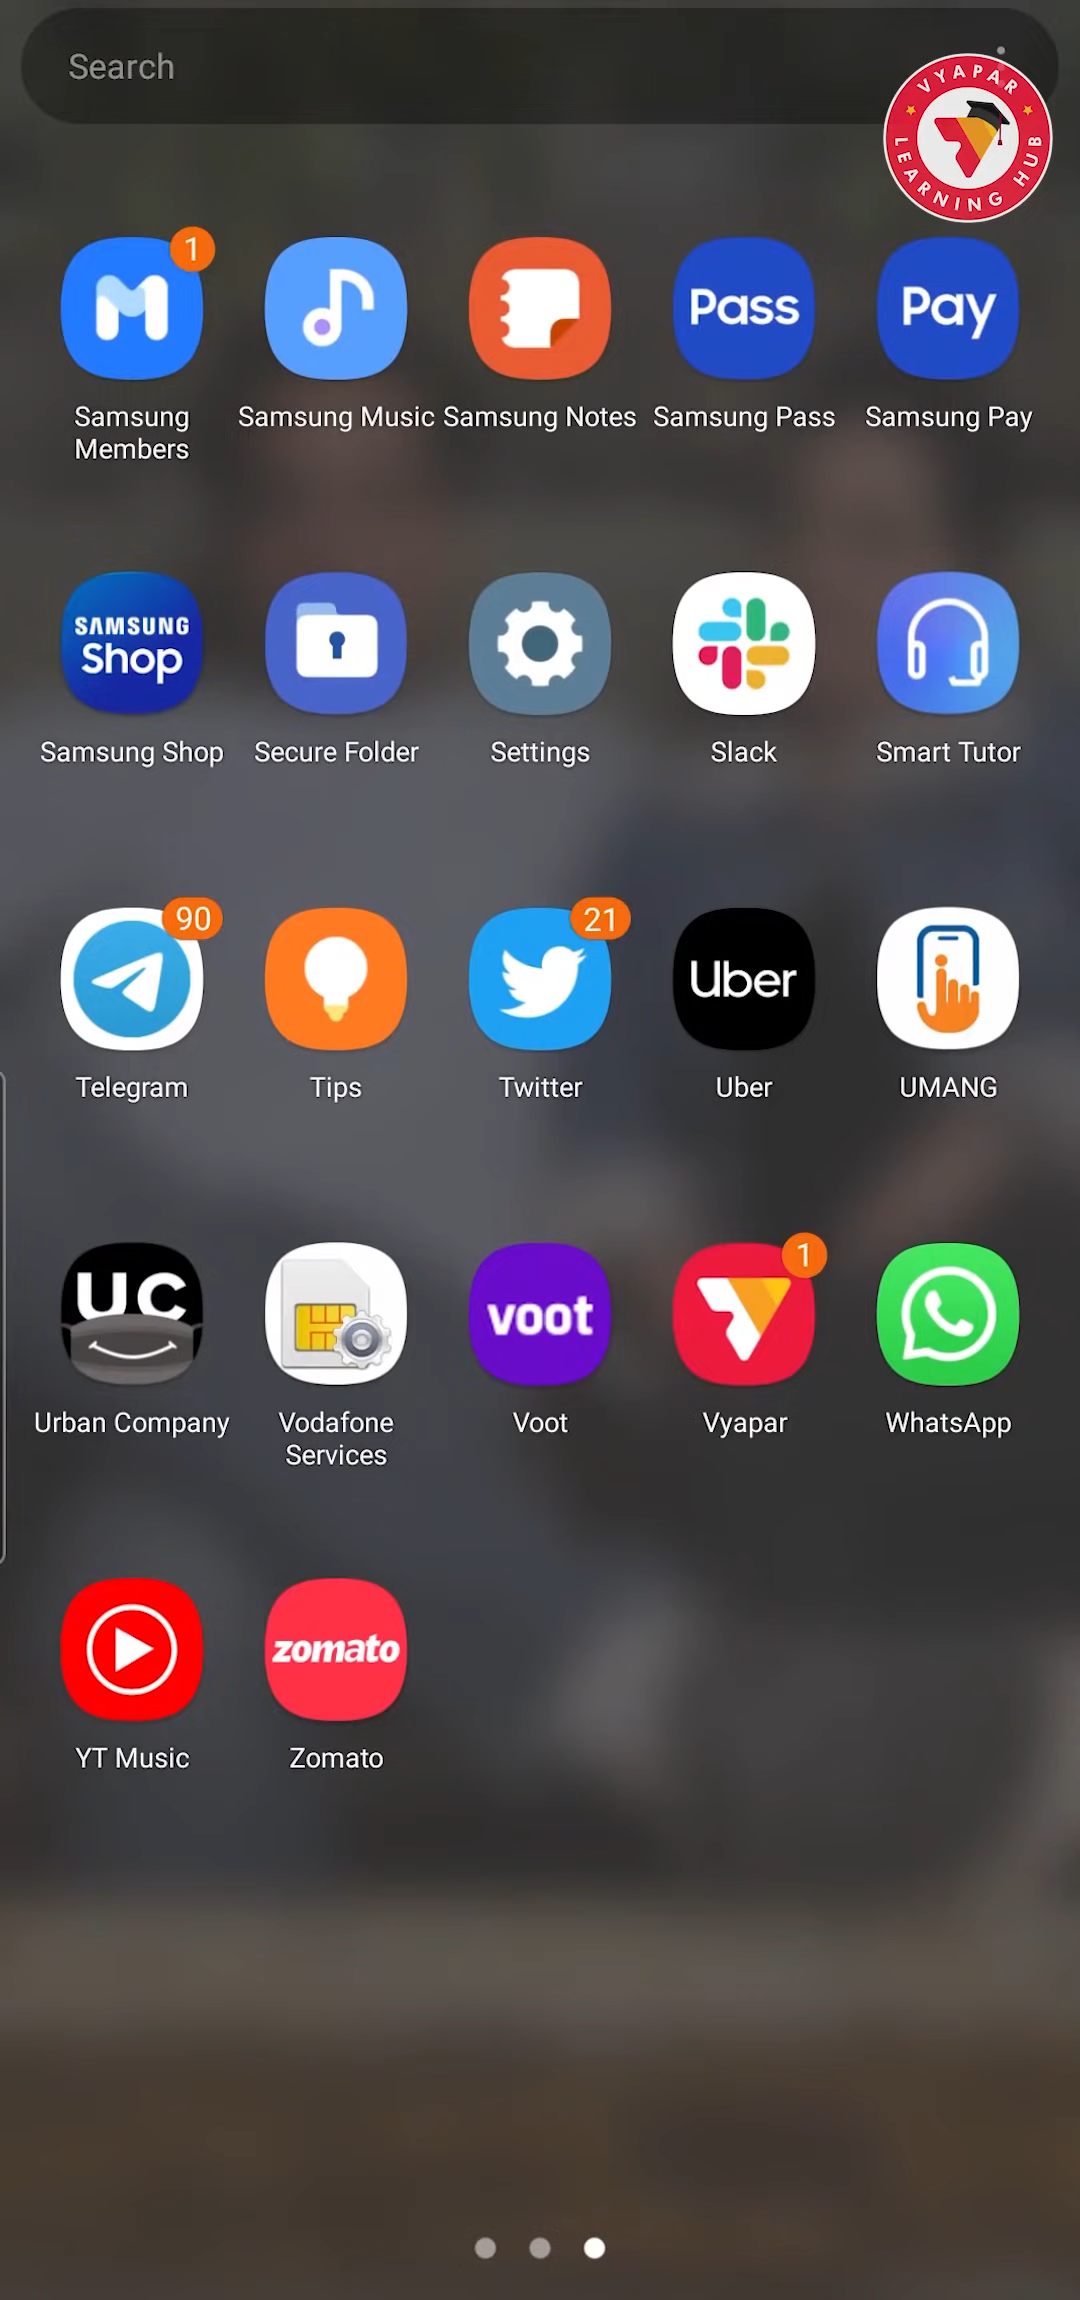 Search
VYAPAR
LEARNING HUB
1
Pass
Pay
Samsung
Members
Samsung Music
Samsung Notes
Samsung Pass
Samsung Pay
SAMSUNG
Shop
Samsung Shop
Secure Folder
Settings
Slack
Smart Tutor
90
21
Uber
Telegram
Tips
Twitter
Uber
UMANG
UC
voot
1
Urban Company
Vodafone
Services
Voot
Vyapar
WhatsApp
zomato
YT Music
Zomato